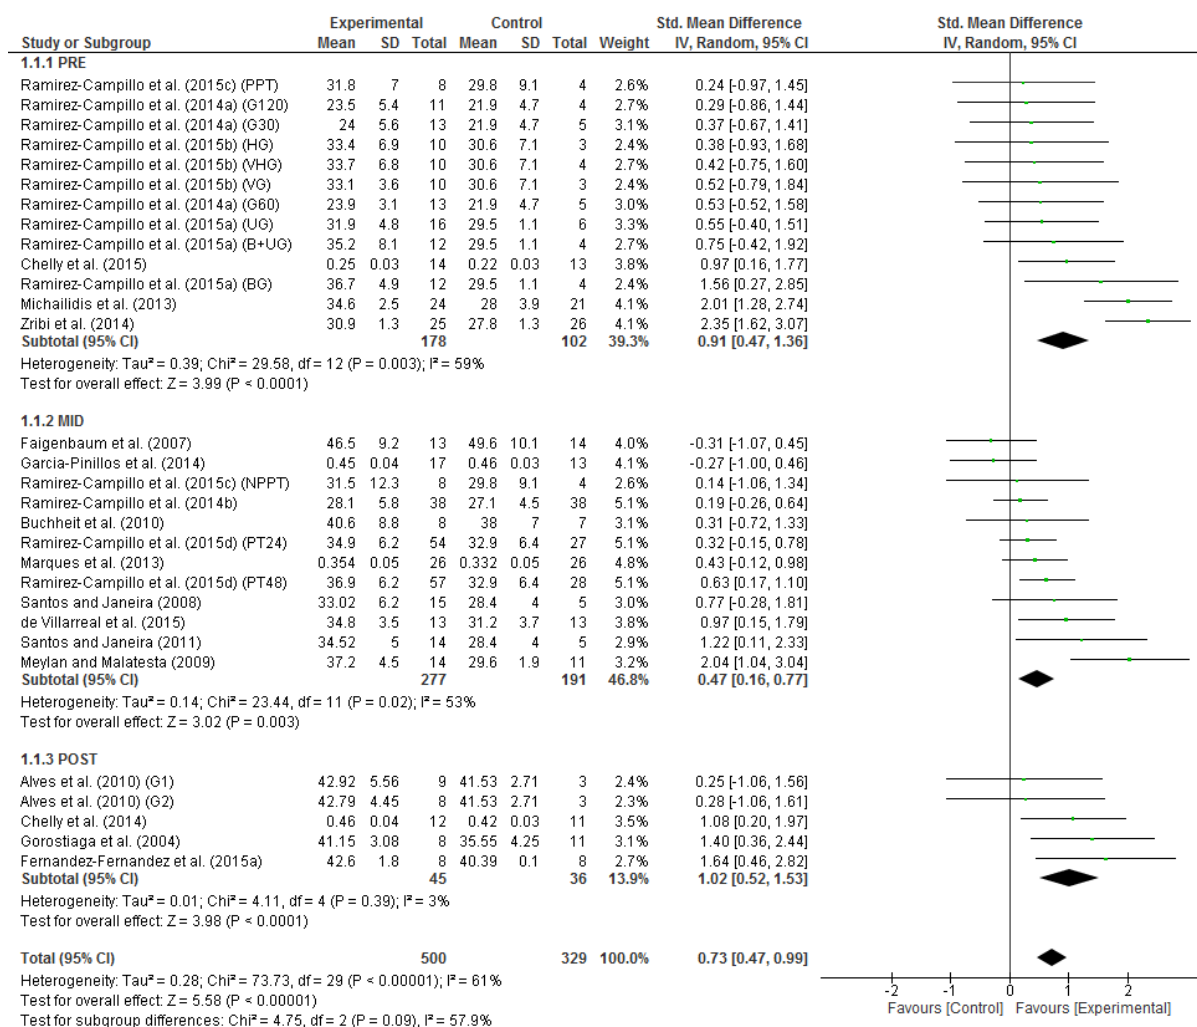 Experimental Control Std. Mean Difference Std. Mean Difference
Study or Subgroup Mean SD Total Mean SD Total Weight IV, Random, 95% CI IV, Random, 95% CI
1.1.1 PRE
Ramirez-Campillo et al. (2015c) (PPT) 31.8 7 8 29.8 9.1 4 2.6% 0.24 [-0.97, 1.45]
Ramirez-Campillo et al. (2014a) (G120) 23.5 5.4 11 21.9 4.7 4 2.7% 0.29 [-0.86, 1.44]
Ramirez-Campillo et al. (2014a) (G30) 24 5.6 13 21.9 4.7 5 3.1% 0.37 [-0.67, 1.41]
Ramirez-Campillo et al. (2015b) (HG) 33.4 6.9 10 30.6 7.1 3 2.4% 0.38 [-0.93, 1.68]
Ramirez-Campillo et al. (2015b) (VHG) 33.7 6.8 10 30.6 7.1 4 2.7% 0.42 [-0.75, 1.60]
Ramirez-Campillo et al. (2015b) (VG) 33.1 3.6 10 30.6 7.1 3 2.4% 0.52 [-0.79, 1.84]
Ramirez-Campillo et al. (2014a) (G60) 23.9 3.1 13 21.9 4.7 5 3.0% 0.53 [-0.52, 1.58]
Ramirez-Campillo et al. (2015a) (UG) 31.9 4.8 16 29.5 1.1 6 3.3% 0.55 [-0.40, 1.51]
Ramirez-Campillo et al. (2015a) (B+UG) 35.2 8.1 12 29.5 1.1 4 2.7% 0.75 [-0.42, 1.92]
Chelly et al. (2015) 0.25 0.03 14 0.22 0.03 13 3.8% 0.97 [0.16, 1.77]
Ramirez-Campillo et al. (2015a) (BG) 36.7 4.9 12 29.5 1.1 4 2.4% 1.56 [0.27, 2.85]
Michailidis et al. (2013) 34.6 2.5 24 28 3.9 21 4.1% 2.01 [1.28, 2.74]
Zribi et al. (2014) 30.9 1.3 25 27.8 1.3 26 4.1% 2.35 [1.62, 3.07]
Subtotal (95% CI) 178 102 39.3% 0.91 [0.47, 1.36]
Heterogeneity: Tau² = 0.39; Chi² = 29.58, df = 12 (P = 0.003); I² = 59%
Test for overall effect: Z = 3.99 (P < 0.0001)
1.1.2 MID
Faigenbaum et al. (2007) 46.5 9.2 13 49.6 10.1 14 4.0% -0.31 [-1.07, 0.45]
Garcia-Pinillos et al. (2014) 0.45 0.04 17 0.46 0.03 13 4.1% -0.27 [-1.00, 0.46]
Ramirez-Campillo et al. (2015c) (NPPT) 31.5 12.3 8 29.8 9.1 4 2.6% 0.14 [-1.06, 1.34]
Ramirez-Campillo et al. (2014b) 28.1 5.8 38 27.1 4.5 38 5.1% 0.19 [-0.26, 0.64]
Buchheit et al. (2010) 40.6 8.8 8 38 7 7 3.1% 0.31 [-0.72, 1.33]
Ramirez-Campillo et al. (2015d) (PT24) 34.9 6.2 54 32.9 6.4 27 5.1% 0.32 [-0.15, 0.78]
Marques et al. (2013) 0.354 0.05 26 0.332 0.05 26 4.8% 0.43 [-0.12, 0.98]
Ramirez-Campillo et al. (2015d) (PT48) 36.9 6.2 57 32.9 6.4 28 5.1% 0.63 [0.17, 1.10]
Santos and Janeira (2008) 33.02 6.2 15 28.4 4 5 3.0% 0.77 [-0.28, 1.81]
de Villarreal et al. (2015) 34.8 3.5 13 31.2 3.7 13 3.8% 0.97 [0.15, 1.79]
Santos and Janeira (2011) 34.52 5 14 28.4 4 5 2.9% 1.22 [0.11, 2.33]
Meylan and Malatesta (2009) 37.2 4.5 14 29.6 1.9 11 3.2% 2.04 [1.04, 3.04]
Subtotal (95% CI) 277 191 46.8% 0.47 [0.16, 0.77]
Heterogeneity: Tau² = 0.14; Chi² = 23.44, df = 11 (P = 0.02); I² = 53%
Test for overall effect: Z = 3.02 (P = 0.003)
1.1.3 POST
Alves et al. (2010) (G1) 42.92 5.56 9 41.53 2.71 3 2.4% 0.25 [-1.06, 1.56]
Alves et al. (2010) (G2) 42.79 4.45 8 41.53 2.71 3 2.3% 0.28 [-1.06, 1.61]
Chelly et al. (2014) 0.46 0.04 12 0.42 0.03 11 3.5% 1.08 [0.20, 1.97]
Gorostiaga et al. (2004) 41.15 3.08 8 35.55 4.25 11 3.1% 1.40 [0.36, 2.44]
Fernandez-Fernandez et al. (2015a) 42.6 1.8 8 40.39 0.1 8 2.7% 1.64 [0.46, 2.82]
Subtotal (95% CI) 45 36 13.9% 1.02 [0.52, 1.53]
Heterogeneity: Tau² = 0.01; Chi² = 4.11, df = 4 (P = 0.39); I² = 3%
Test for overall effect: Z = 3.98 (P < 0.0001)
Total (95% CI) 500 329 100.0% 0.73 [0.47, 0.99]
Heterogeneity: Tau² = 0.28; Chi² = 73.73, df = 29 (P < 0.00001); I² = 61%
Test for overall effect: Z = 5.58 (P < 0.00001)
Test for subgroup differences: Chi² = 4.75, df = 2 (P = 0.09), I² = 57.9%
-2 -1 0 1 2
Favours [Control] Favours [Experimental]